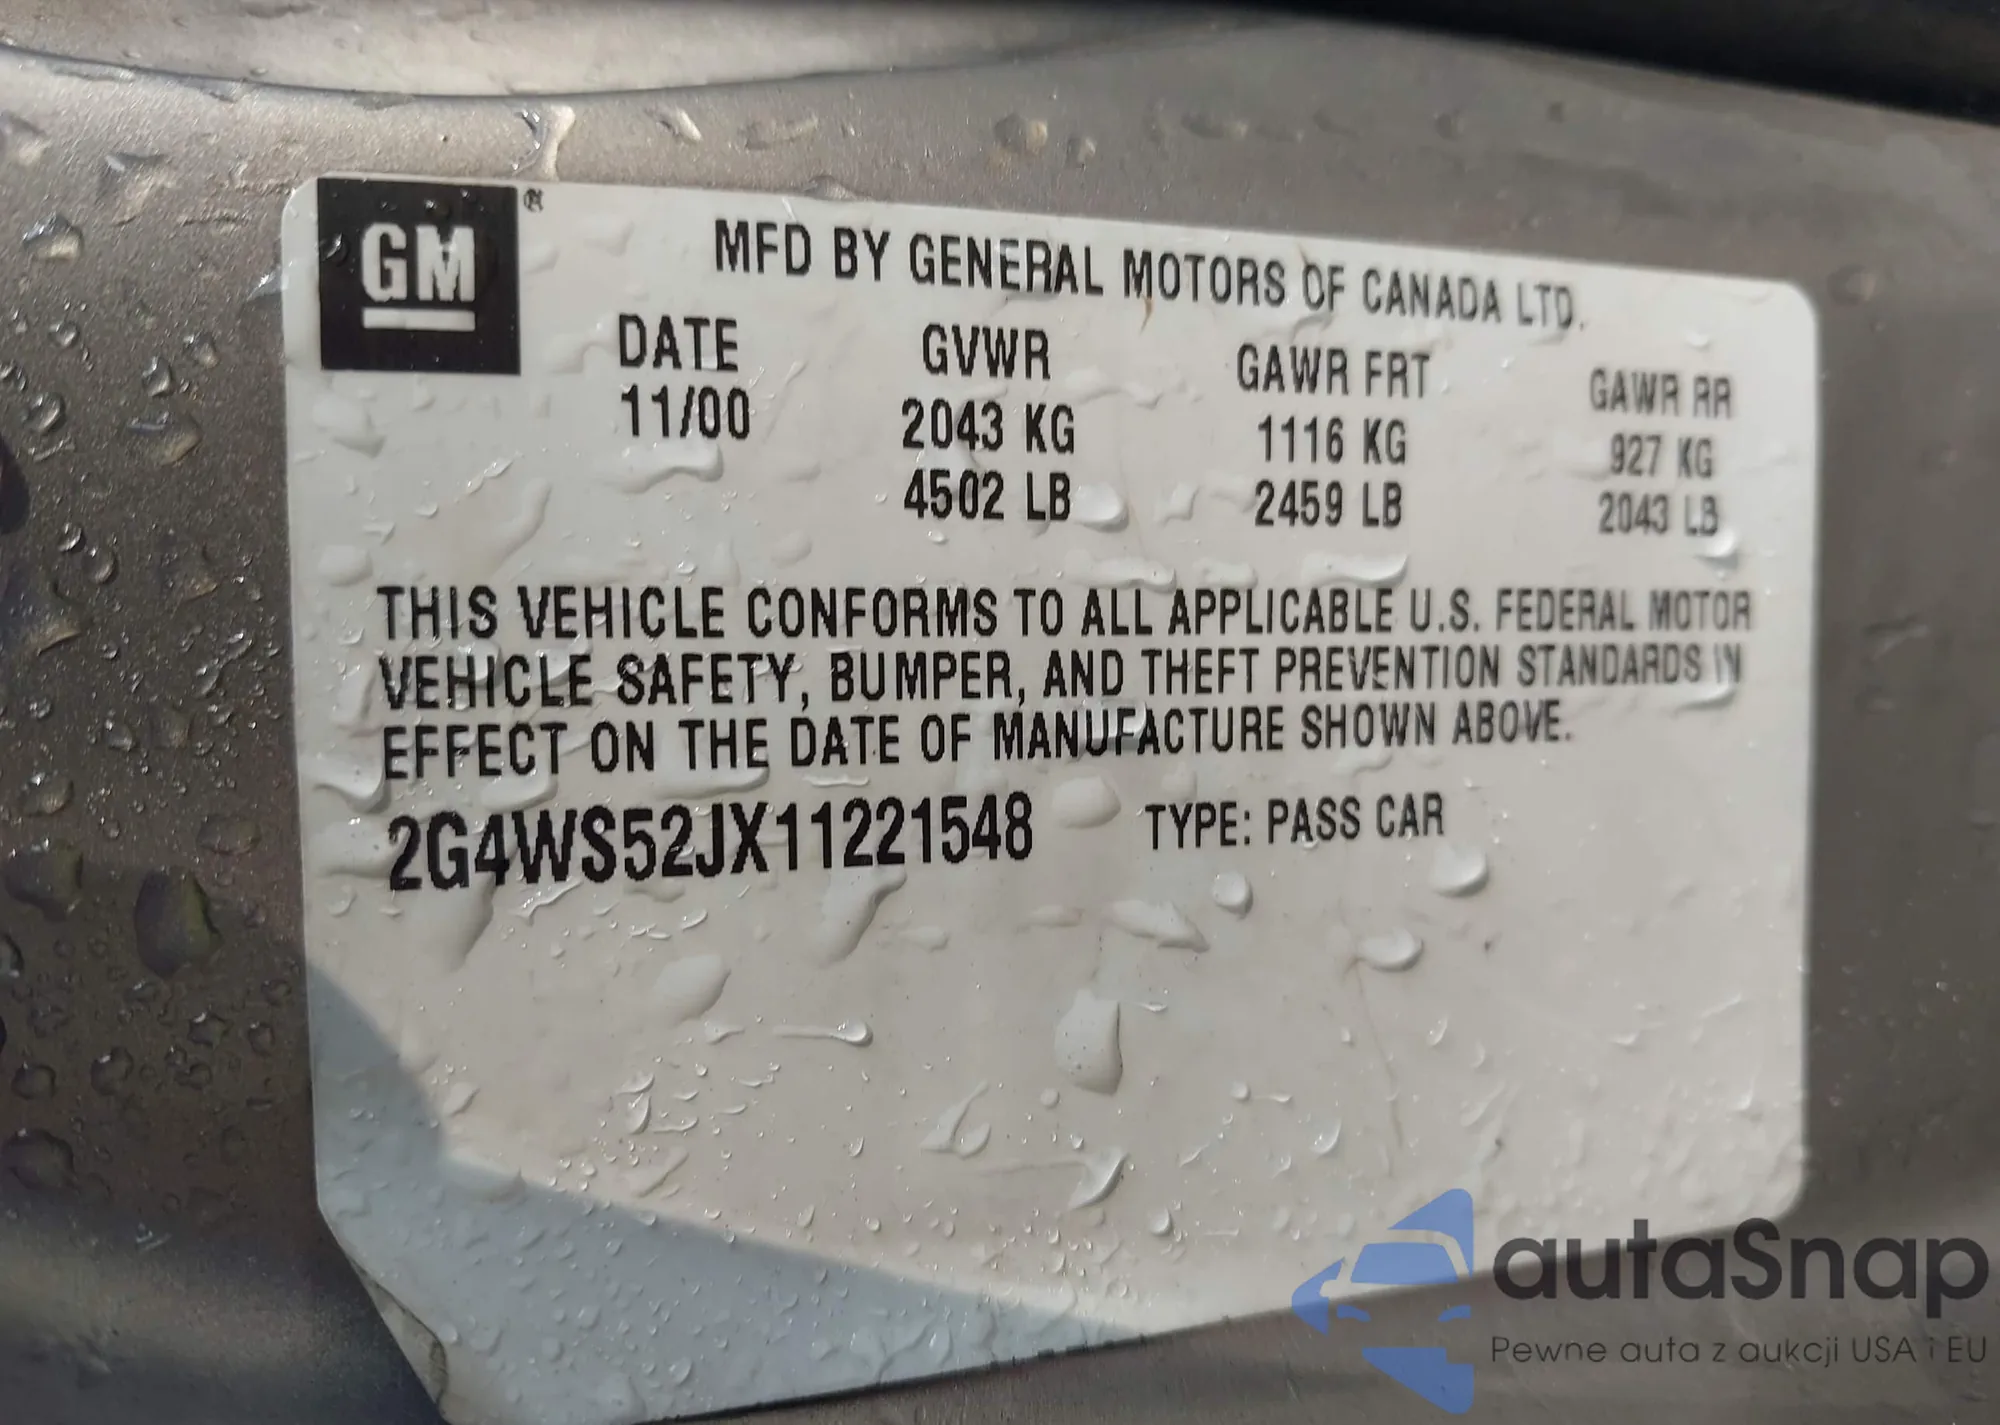 GM ®
MFD BY GENERAL MOTORS OF CANADA LTD.
DATE GVWR GAWR FRT GAWR RR
11/00 2043 KG 1116 KG 927 KG
4502 LB 2459 LB 2043 LB
THIS VEHICLE CONFORMS TO ALL APPLICABLE U.S. FEDERAL MOTOR
VEHICLE SAFETY, BUMPER, AND THEFT PREVENTION STANDARDS IN
EFFECT ON THE DATE OF MANUFACTURE SHOWN ABOVE.
2G4WS52JX11221548 TYPE: PASS CAR
autaSnap
Pewne auta z aukcji USA i EU